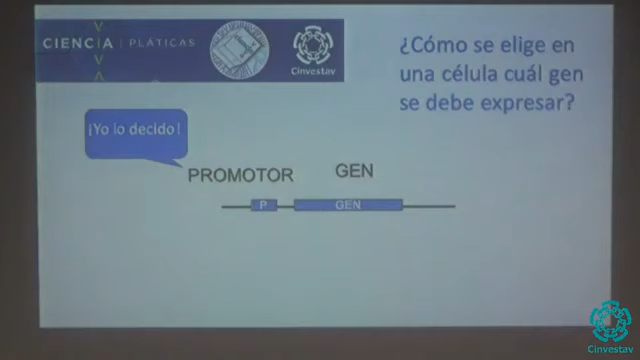 CIENCIA | PLÁTICAS
VIVA
Cinvestav
¿Cómo se elige en
una célula cuál gen
se debe expresar?
¡Yo lo decido!
PROMOTOR GEN
P GEN
Cinvestav